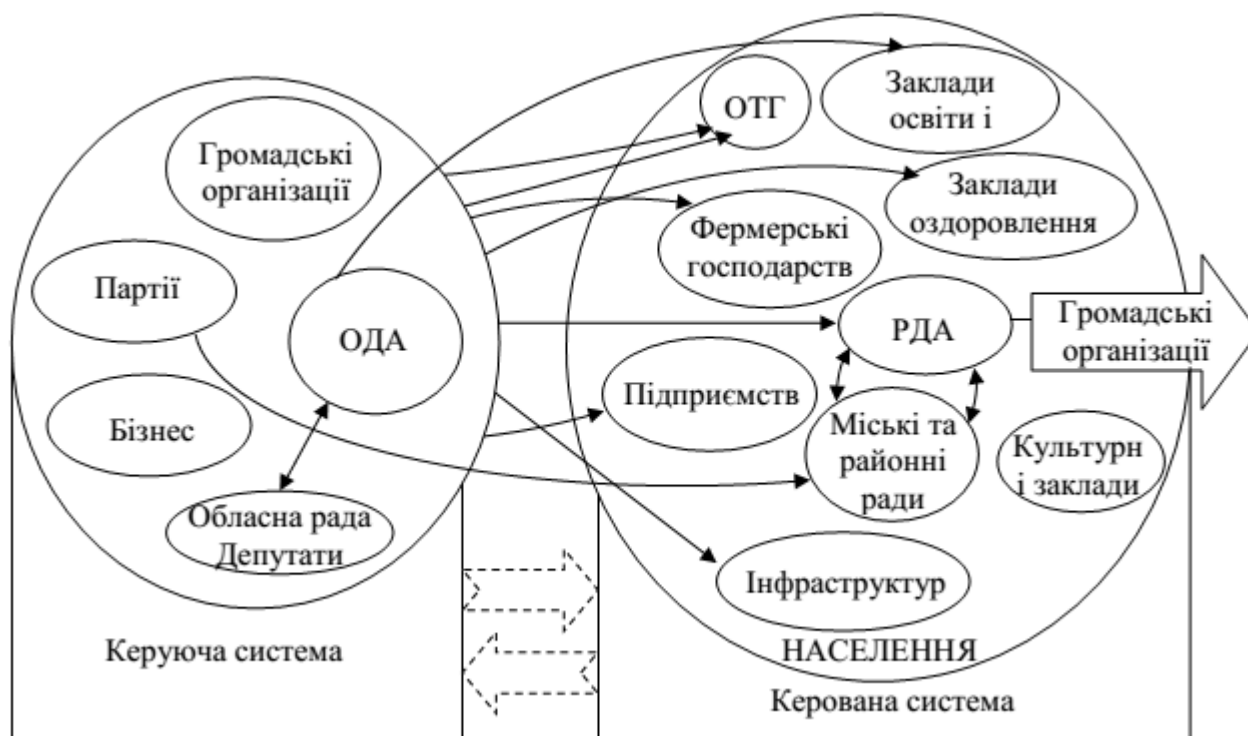 Громадські
організації
Партії
ОДА
Бізнес
Обласна рада
Депутати
Керуюча система
ОТГ
Заклади
освіти і
Заклади
оздоровлення
Фермерські
господарств
РДА
Громадські
організації
Підприємств
Міські та
районні
ради
Культурн
і заклади
Інфраструктур
НАСЕЛЕННЯ
Керована система